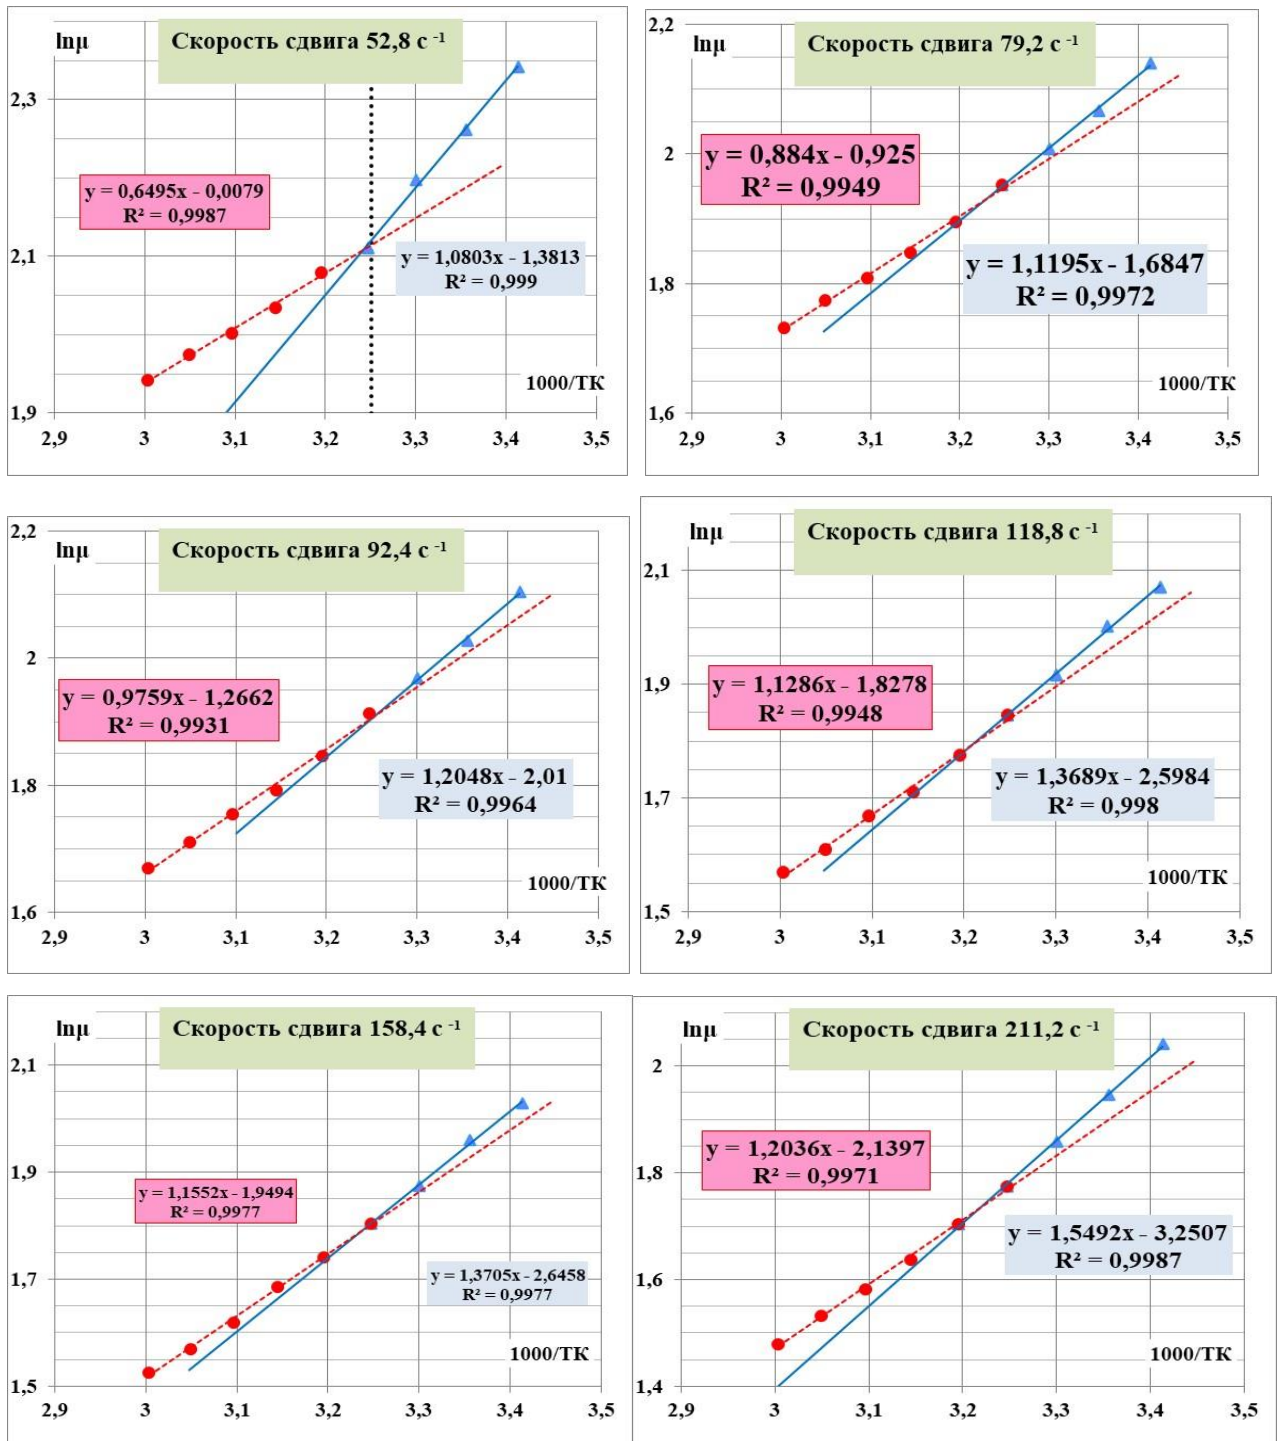 lnμ
Скорость сдвига 52,8 с ⁻¹
2,3
y = 0,6495x - 0,0079
R² = 0,9987
2,1
y = 1,0803x - 1,3813
R² = 0,999
1000/ТК
1,9
2,9 3 3,1 3,2 3,3 3,4 3,5
2,2
lnμ
Скорость сдвига 79,2 с ⁻¹
y = 0,884x - 0,925
R² = 0,9949
2
y = 1,1195x - 1,6847
R² = 0,9972
1,8
1000/ТК
1,6
2,9 3 3,1 3,2 3,3 3,4 3,5
2,2
lnμ
Скорость сдвига 92,4 с ⁻¹
2
y = 0,9759x - 1,2662
R² = 0,9931
1,8
y = 1,2048x - 2,01
R² = 0,9964
1000/ТК
1,6
2,9 3 3,1 3,2 3,3 3,4 3,5
lnμ
Скорость сдвига 118,8 с ⁻¹
2,1
1,9
y = 1,1286x - 1,8278
R² = 0,9948
y = 1,3689x - 2,5984
R² = 0,998
1,7
1000/ТК
1,5
2,9 3 3,1 3,2 3,3 3,4 3,5
lnμ
Скорость сдвига 158,4 с ⁻¹
2,1
1,9
y = 1,1552x - 1,9494
R² = 0,9977
1,7
y = 1,3705x - 2,6458
R² = 0,9977
1000/ТК
1,5
2,9 3 3,1 3,2 3,3 3,4 3,5
lnμ
Скорость сдвига 211,2 с ⁻¹
2
y = 1,2036x - 2,1397
R² = 0,9971
1,8
y = 1,5492x - 3,2507
R² = 0,9987
1,6
1000/ТК
1,4
2,9 3 3,1 3,2 3,3 3,4 3,5